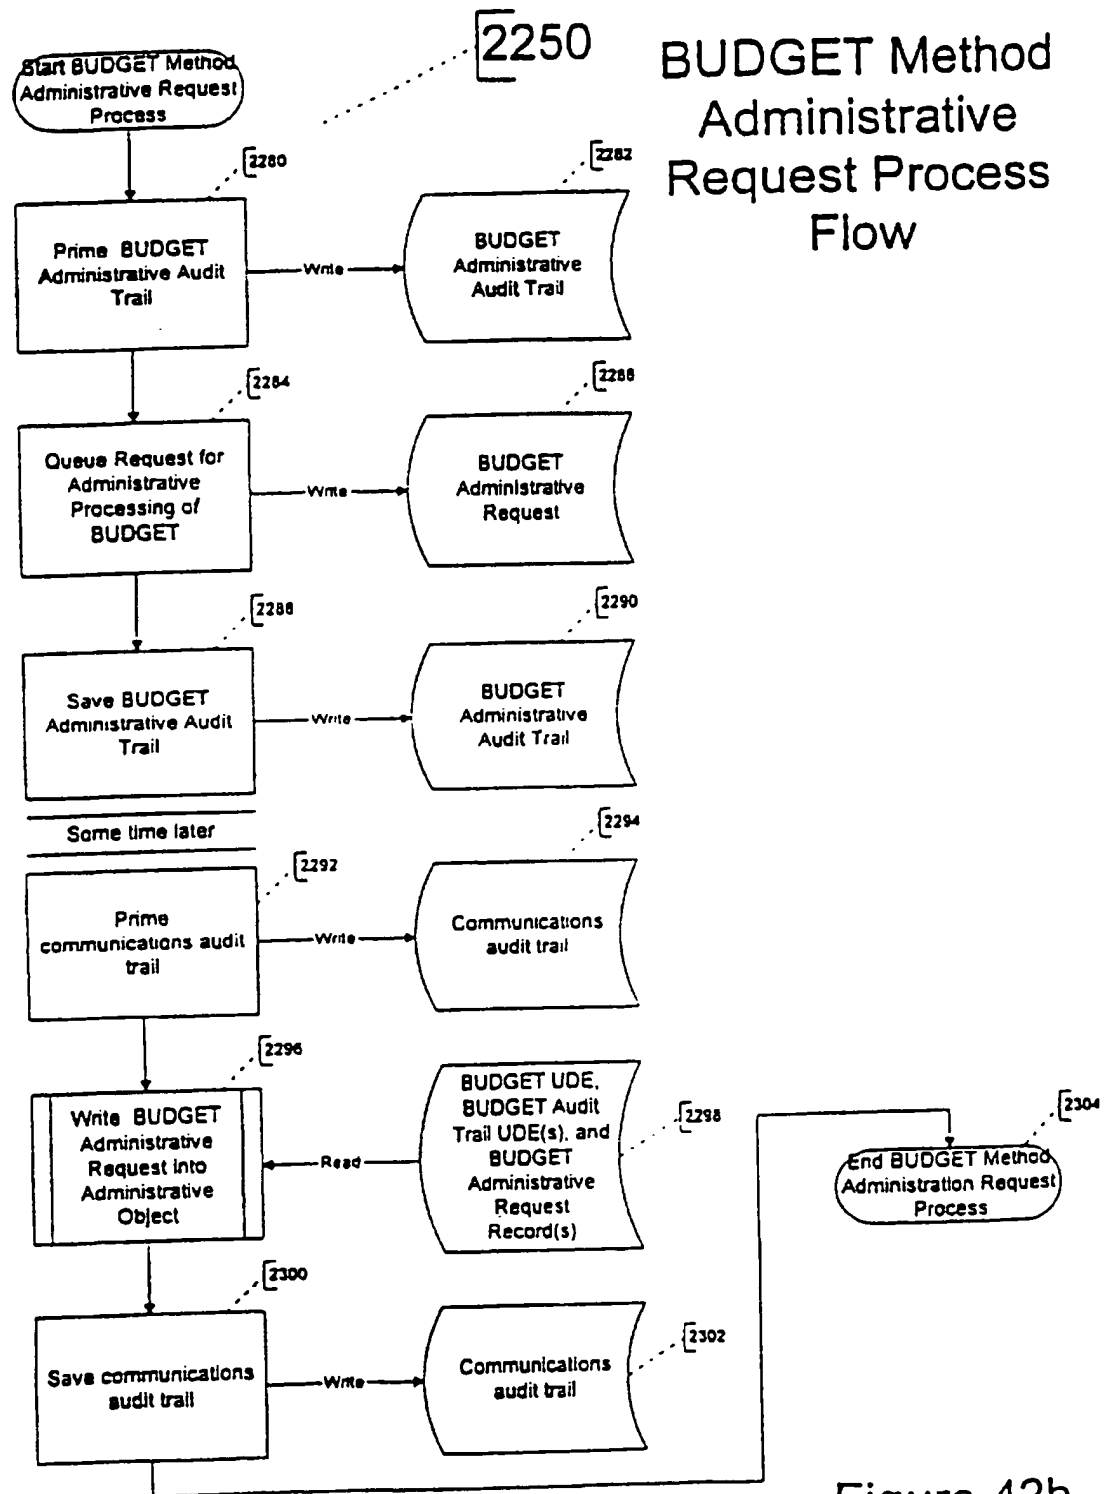 2250
BUDGET Method
Administrative
Request Process
Flow
Start BUDGET Method
Administrative Request
Process
2280
Prime BUDGET
Administrative Audit
Trail
Write
2282
BUDGET
Administrative
Audit Trail
2284
Queue Request for
Administrative
Processing of
BUDGET
Write
2286
BUDGET
Administrative
Request
2288
Save BUDGET
Administrative Audit
Trail
Write
2290
BUDGET
Administrative
Audit Trail
Some time later
2292
Prime
communications audit
trail
Write
2294
Communications
audit trail
2296
Write BUDGET
Administrative
Request into
Administrative
Object
Read
2298
BUDGET UDE,
BUDGET Audit
Trail UDE(s), and
BUDGET
Administrative
Request
Record(s)
2300
Save communications
audit trail
Write
2302
Communications
audit trail
2304
End BUDGET Method
Administration Request
Process
Figure 42b